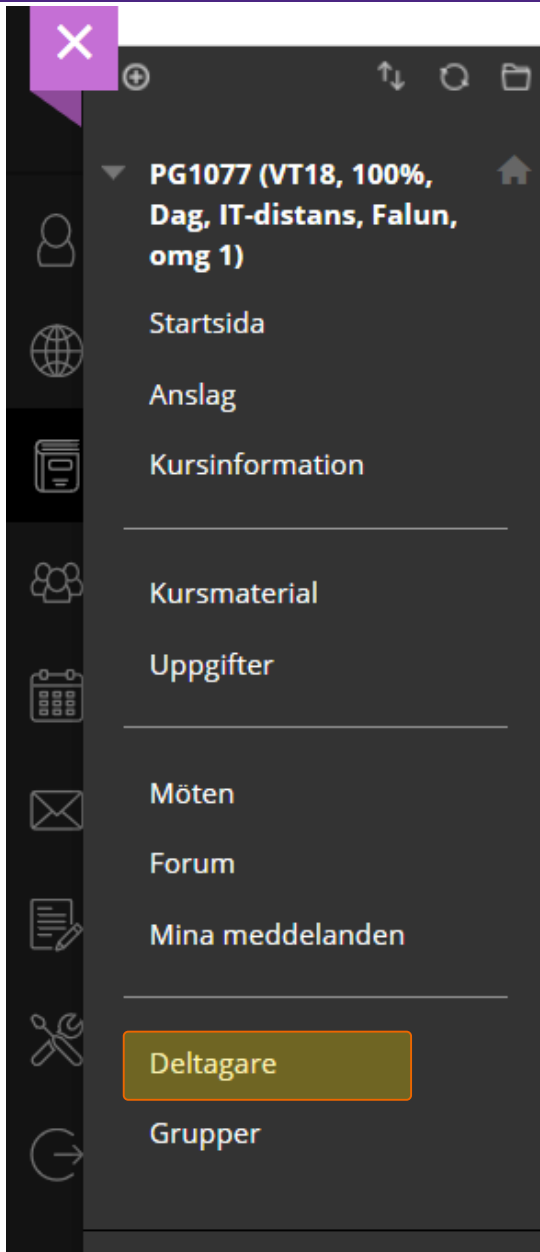 PG1077 (VT18, 100%,
Dag, IT-distans, Falun,
omg 1)
Startsida
Anslag
Kursinformation
Kursmaterial
Uppgifter
Möten
Forum
Mina meddelanden
Deltagare
Grupper